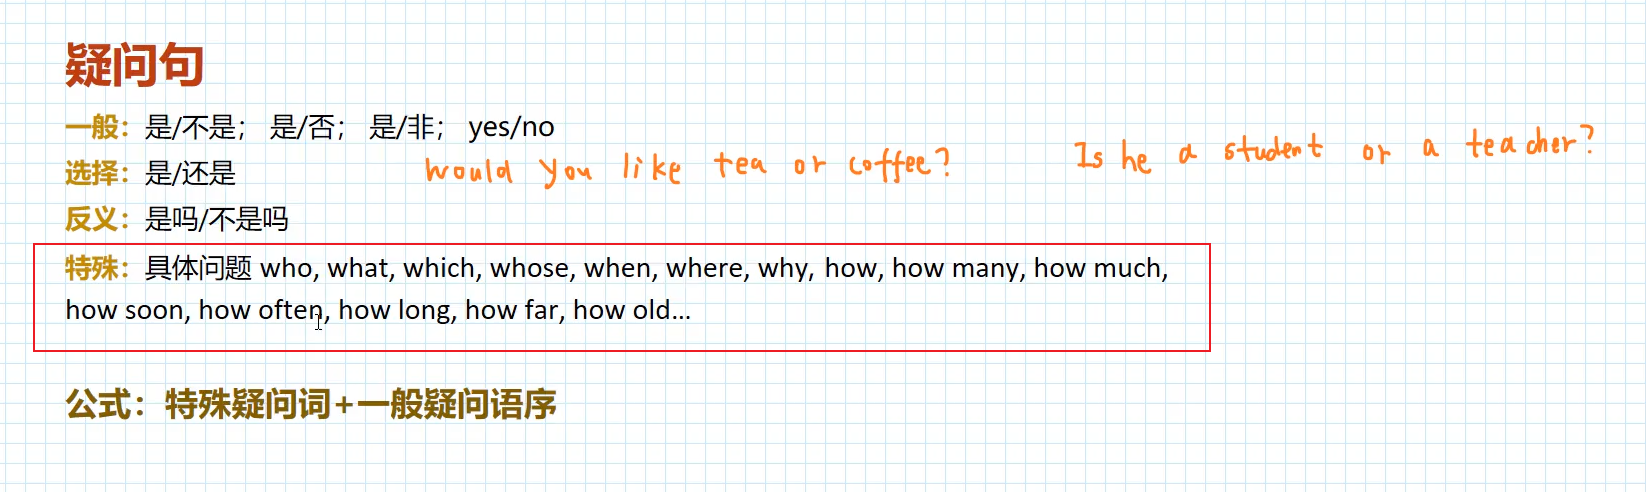 疑问句
一般：是/不是； 是/否； 是/非； yes/no
选择：是/还是
would you like tea or coffee?
Is he a student or a teacher?
反义：是吗/不是吗
特殊：具体问题 who, what, which, whose, when, where, why, how, how many, how much,
how soon, how often, how long, how far, how old...
公式：特殊疑问词+一般疑问语序